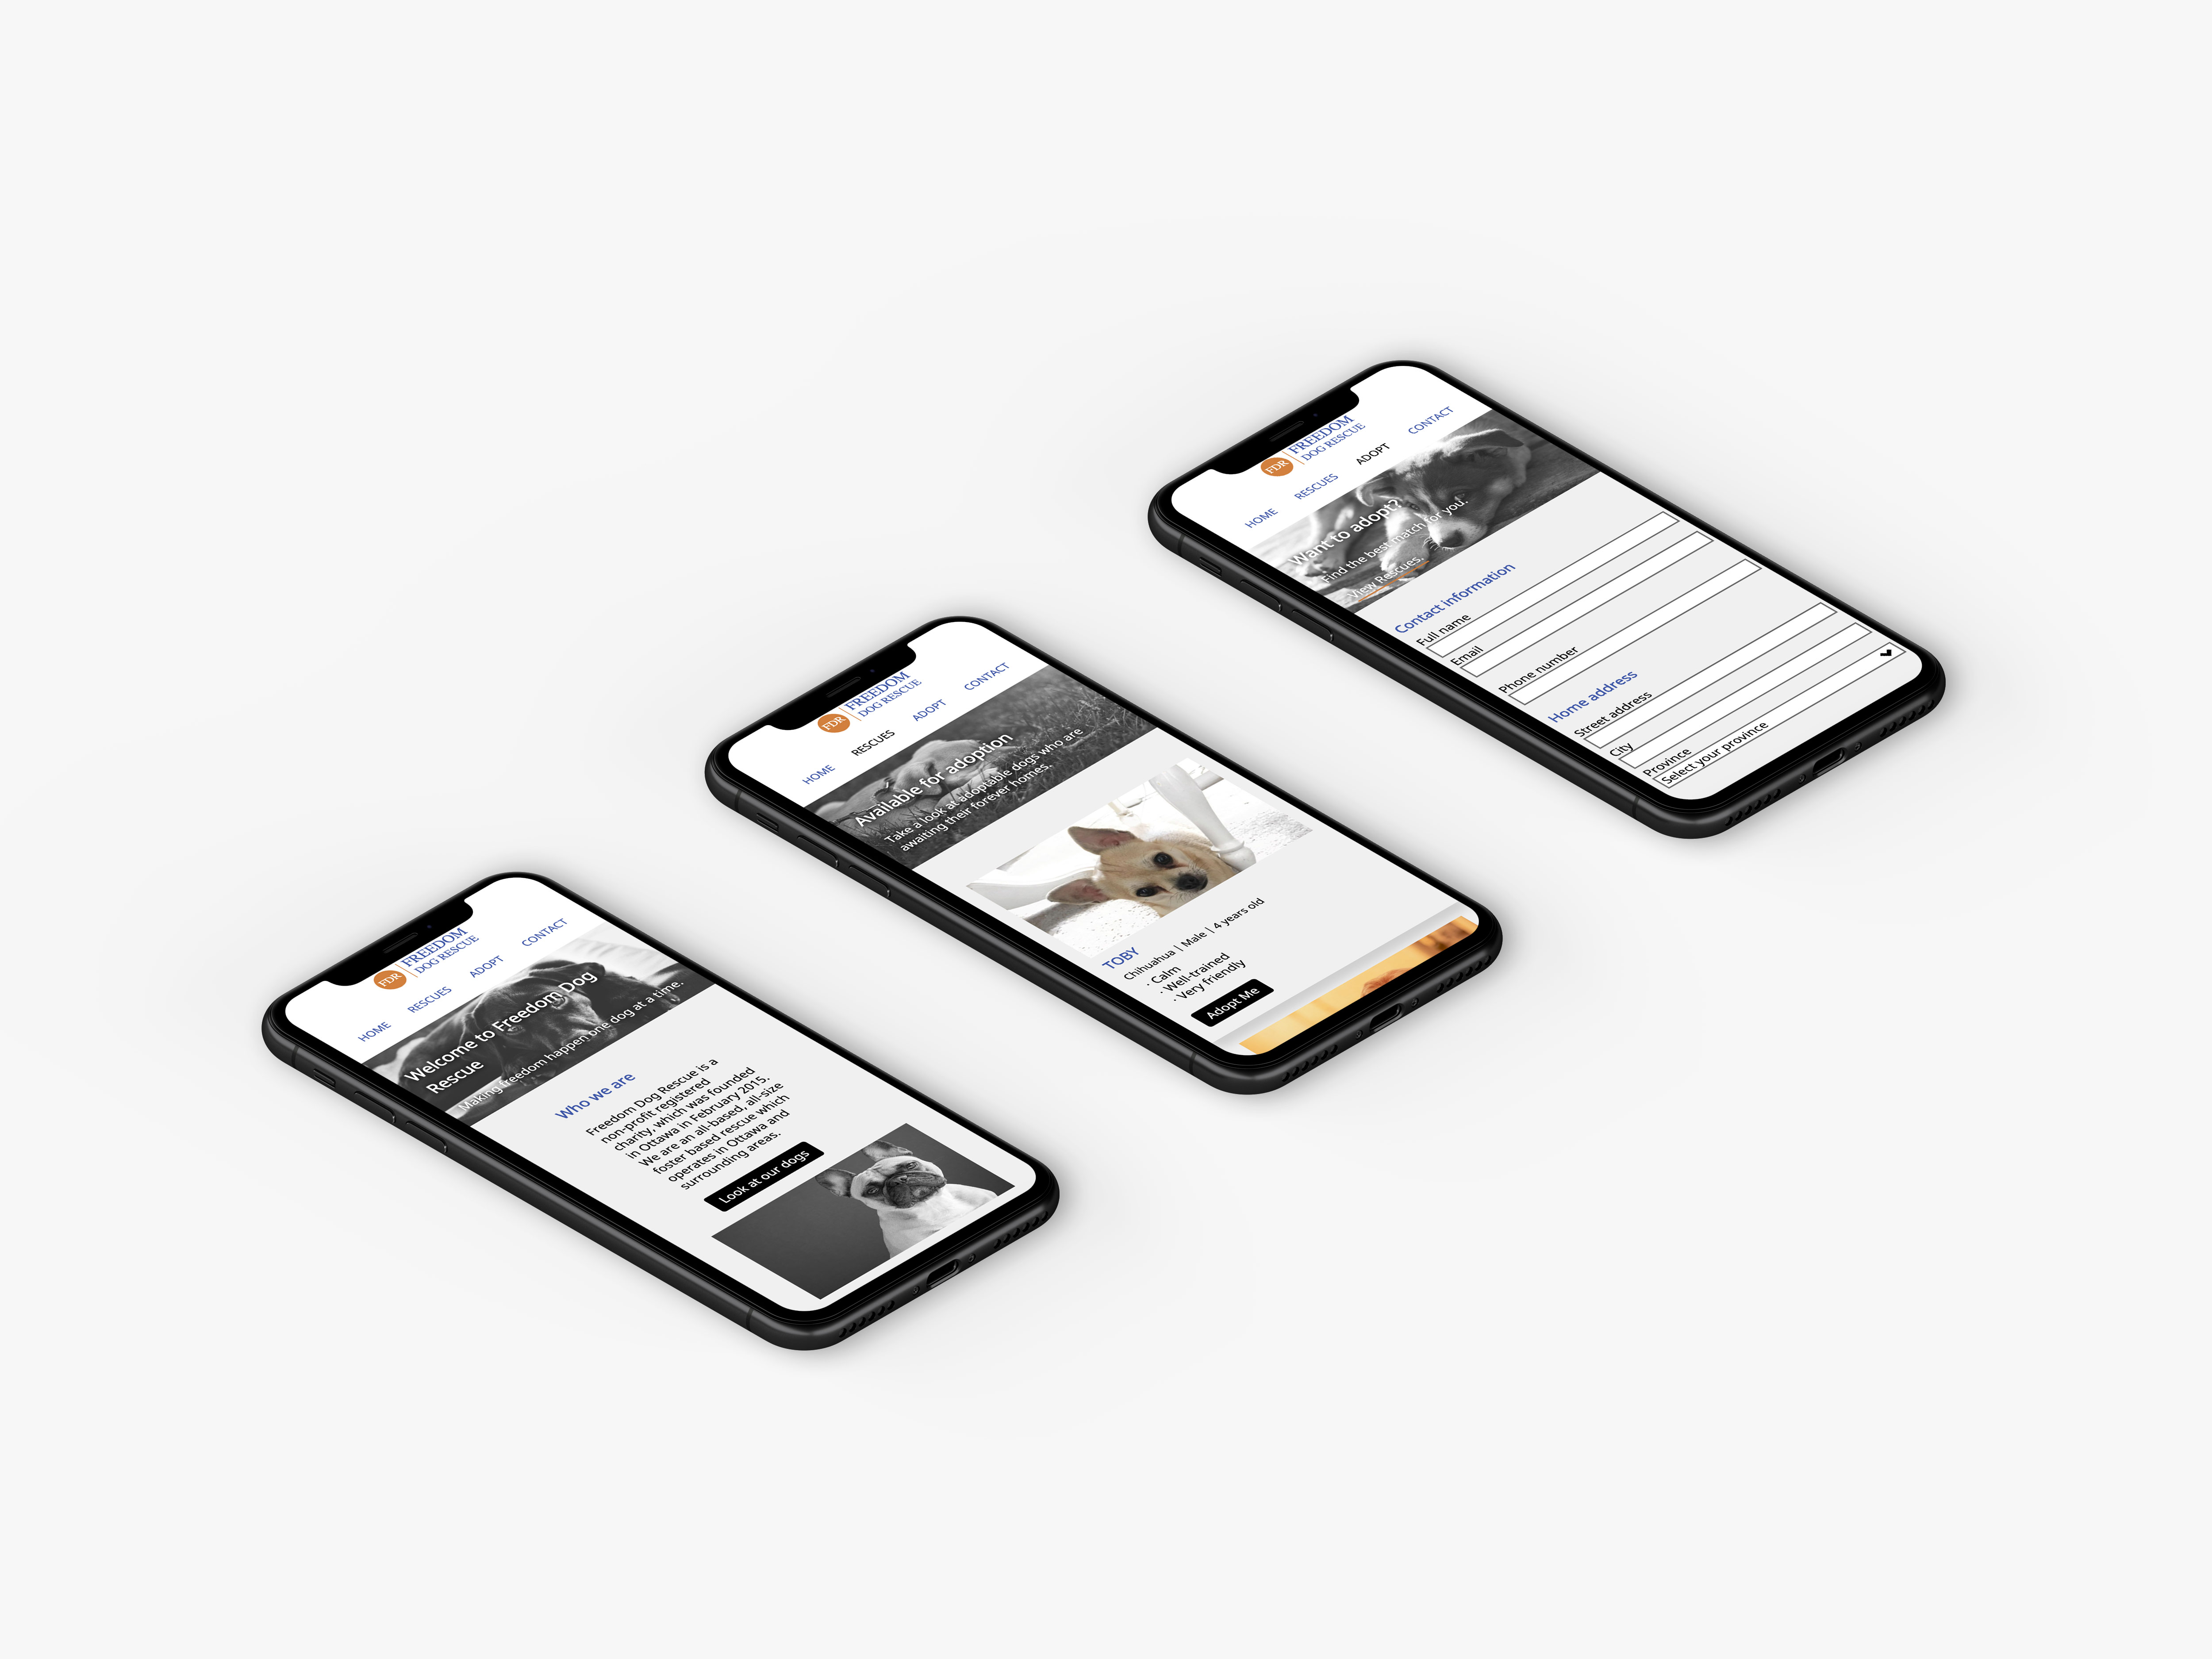 FDR
FREEDOM
DOG RESCUE
HOME
RESCUES
ADOPT
CONTACT
Welcome to Freedom Dog
Rescue
Making freedom happen one dog at a time.
Who we are
Freedom Dog Rescue is a
non-profit registered
charity, which was founded
in Ottawa in February 2015.
We are an all-based, all-size
foster based rescue which
operates in Ottawa and
surrounding areas.
Look at our dogs
FDR
FREEDOM
DOG RESCUE
HOME
RESCUES
ADOPT
CONTACT
Available for adoption
Take a look at adoptable dogs who are
awaiting their forever homes.
TOBY
Chihuahua | Male | 4 years old
· Calm
· Well-trained
· Very friendly
Adopt Me
FDR
FREEDOM
DOG RESCUE
HOME
RESCUES
ADOPT
CONTACT
Want to adopt?
Find the best match for you.
View Rescues.
Contact information
Full name
Email
Phone number
Home address
Street address
City
Province
Select your province